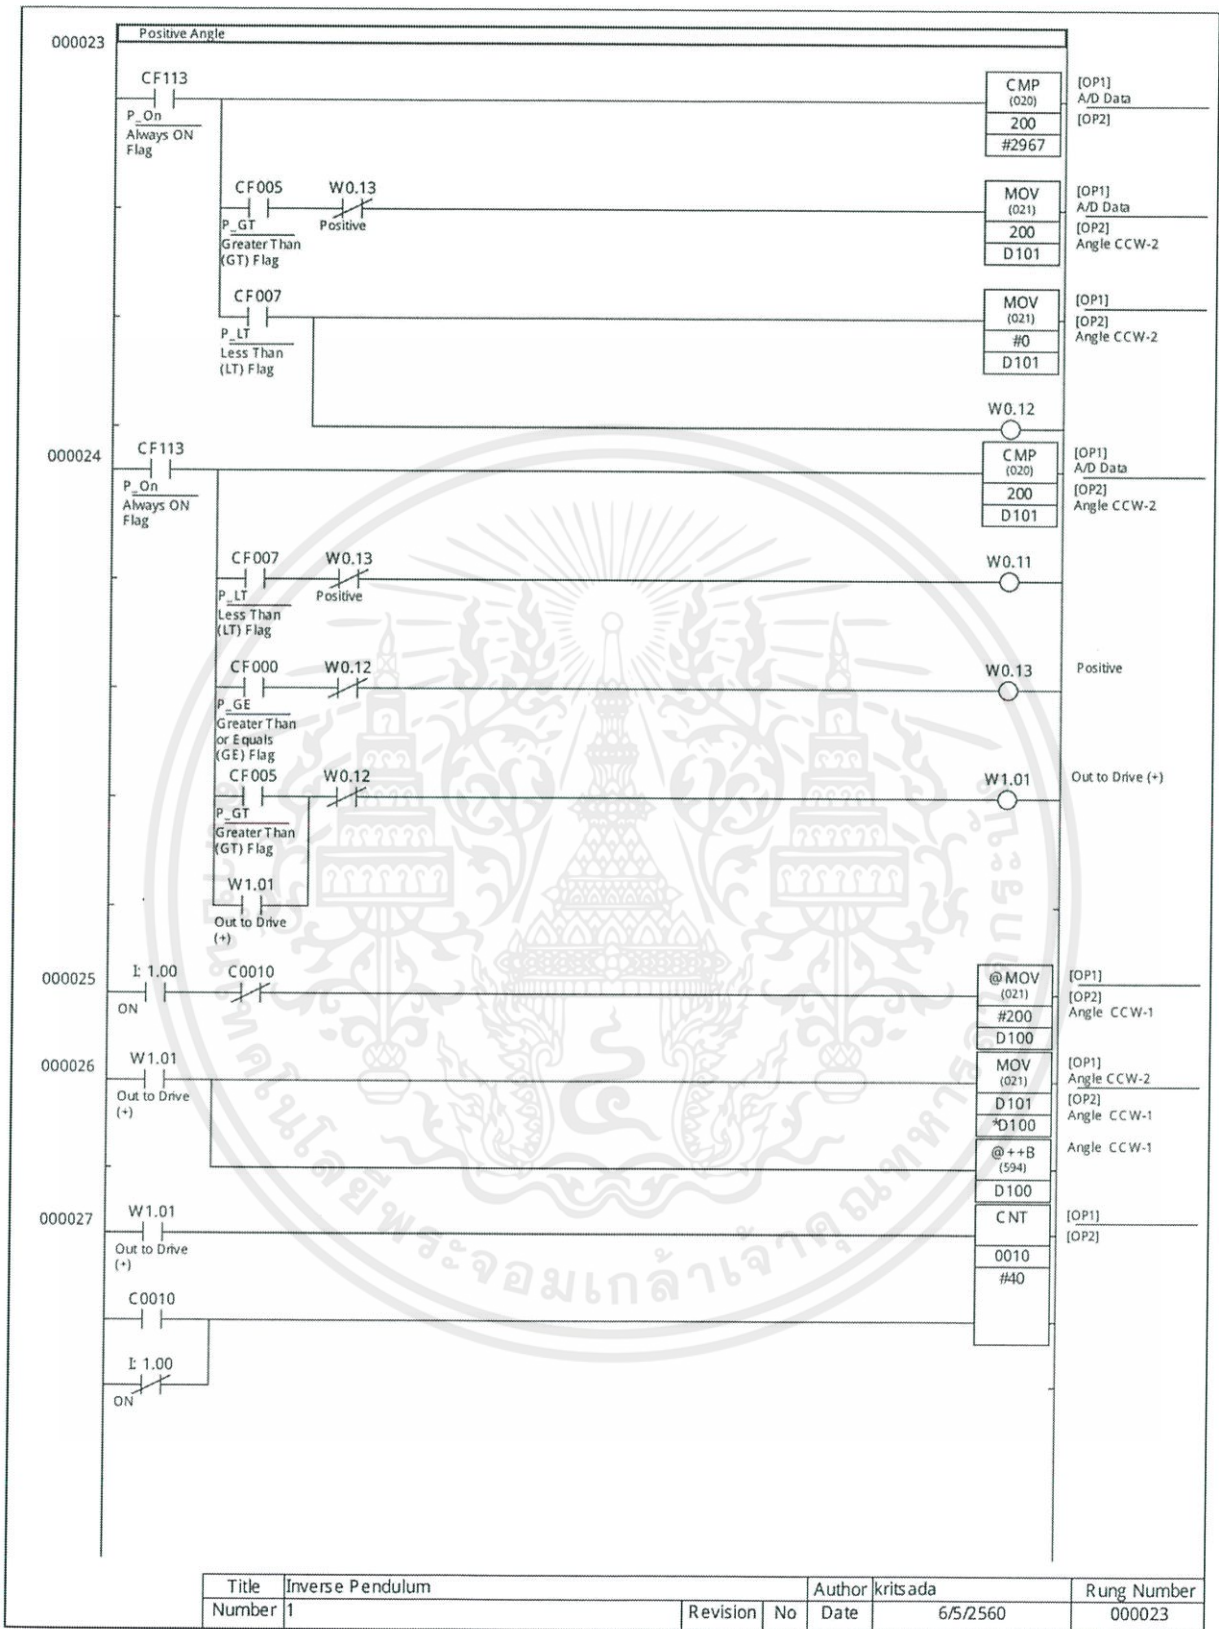 Positive Angle
000023
CF113
P_On
Always ON
Flag
CMP
(020)
200
#2967
[OP1]
A/D Data
[OP2]
CF005
W0.13
P_GT
Greater Than
(GT) Flag
Positive
MOV
(021)
200
D101
[OP1]
A/D Data
[OP2]
Angle CCW-2
CF007
P_LT
Less Than
(LT) Flag
MOV
(021)
#0
D101
[OP1]
[OP2]
Angle CCW-2
W0.12
000024
CF113
P_On
Always ON
Flag
CMP
(020)
200
D101
[OP1]
A/D Data
[OP2]
Angle CCW-2
CF007
W0.13
P_LT
Less Than
(LT) Flag
Positive
W0.11
CF000
W0.12
P_GE
Greater Than
or Equals
(GE) Flag
W0.13
Positive
CF005
W0.12
P_GT
Greater Than
(GT) Flag
W1.01
Out to Drive (+)
W1.01
Out to Drive
(+)
000025
I: 1.00
C0010
ON
@MOV
(021)
#200
D100
[OP1]
[OP2]
Angle CCW-1
000026
W1.01
Out to Drive
(+)
MOV
(021)
D101
*D100
[OP1]
Angle CCW-2
[OP2]
Angle CCW-1
@++B
(594)
D100
Angle CCW-1
000027
W1.01
Out to Drive
(+)
CNT
0010
#40
[OP1]
[OP2]
C0010
I: 1.00
ON
Title Inverse Pendulum Author kritsada Rung Number
Number 1 Revision No Date 6/5/2560 000023